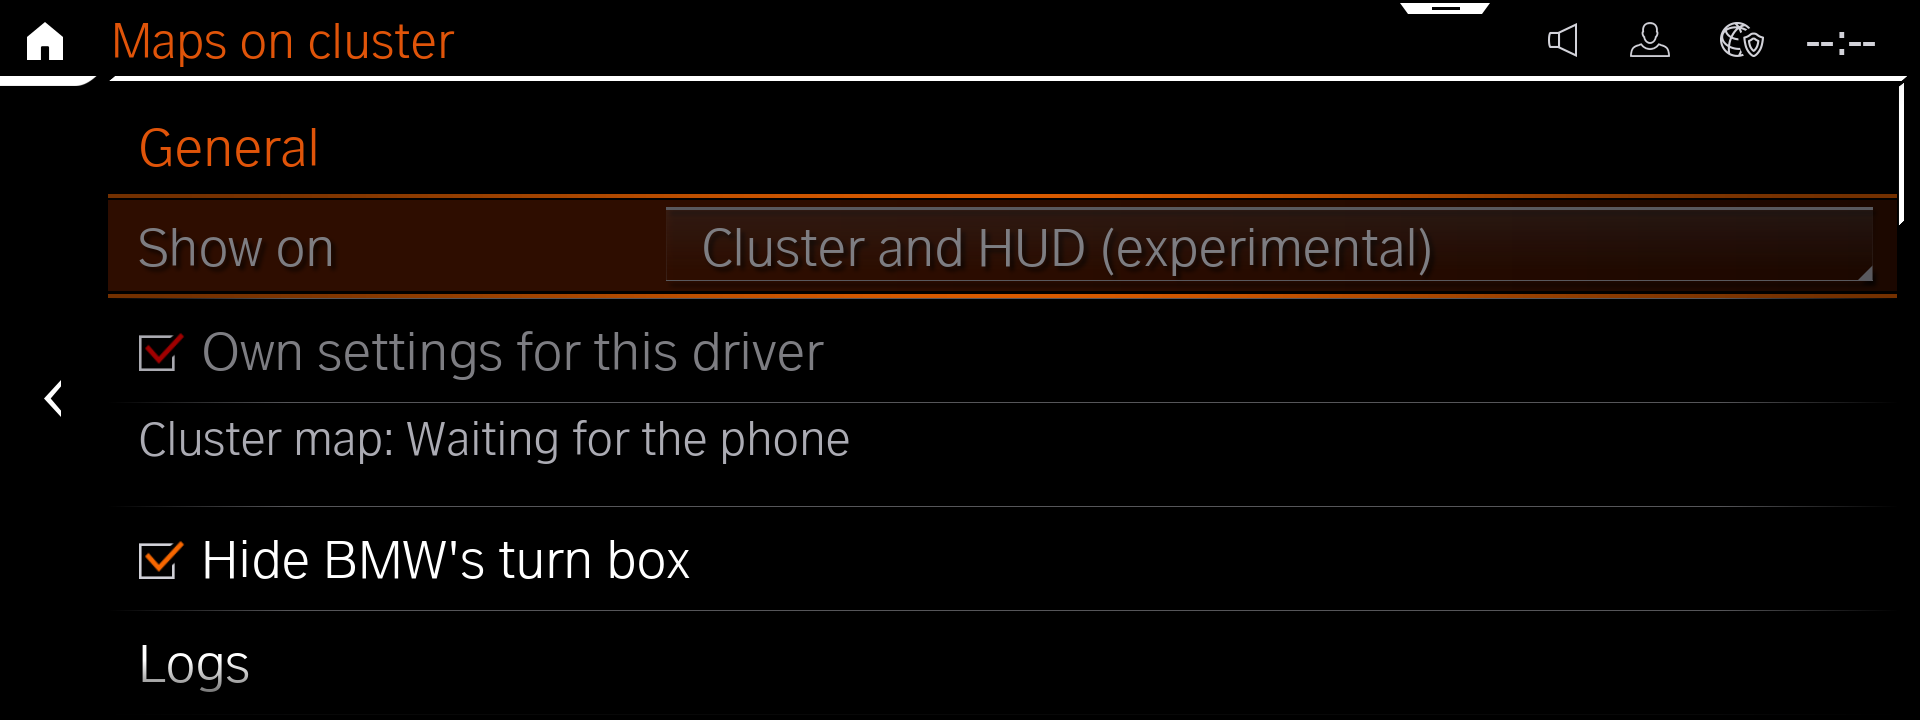 Maps on cluster
--:--
General
Show on Cluster and HUD (experimental)
Own settings for this driver
Cluster map: Waiting for the phone
Hide BMW's turn box
Logs